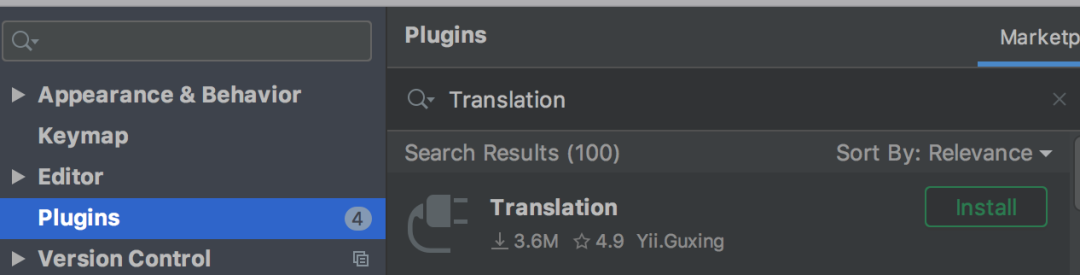 Plugins
Marketp
Translation
Appearance & Behavior
Keymap
Editor
Plugins 4
Version Control
Search Results (100)
Sort By: Relevance
Translation
Install
3.6M 4.9 Yii.Guxing